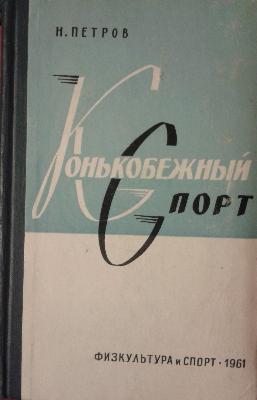 Н. ПЕТРОВ
Конькобежный
Спорт
ФИЗКУЛЬТУРА и СПОРТ · 1961